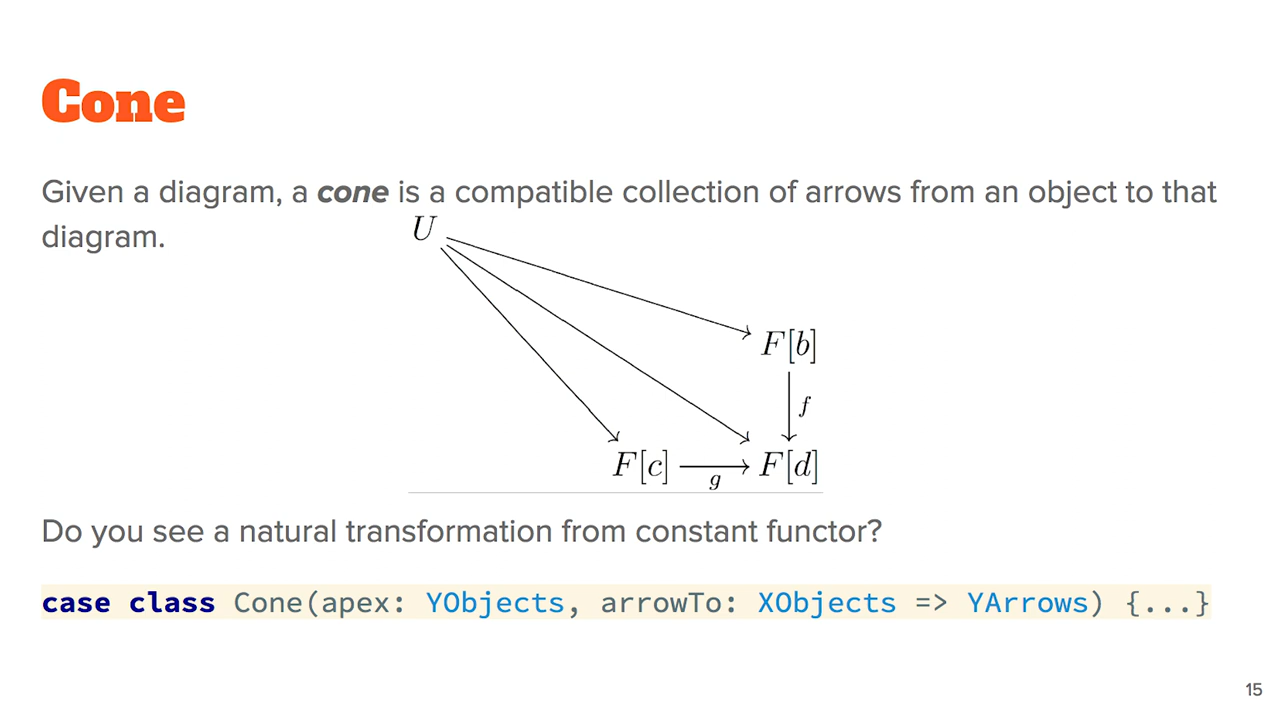 Cone
Given a diagram, a cone is a compatible collection of arrows from an object to that
diagram.
U
F[b]
f
F[c]
g
F[d]
Do you see a natural transformation from constant functor?
case class Cone(apex: YObjects, arrowTo: XObjects => YArrows) {...}
15